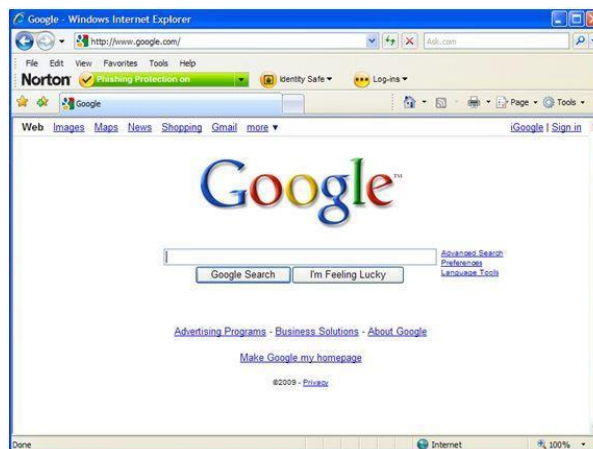 Google - Windows Internet Explorer
http://www.google.com/
Ask.com
File Edit View Favorites Tools Help
Norton Phishing Protection on Identity Safe Log-ins
Google Page Tools
Web Images Maps News Shopping Gmail more ▼ iGoogle | Sign in
Google™
Advanced Search
Preferences
Language Tools
Google Search I'm Feeling Lucky
Advertising Programs - Business Solutions - About Google
Make Google my homepage
©2009 - Privacy
Done Internet 100%